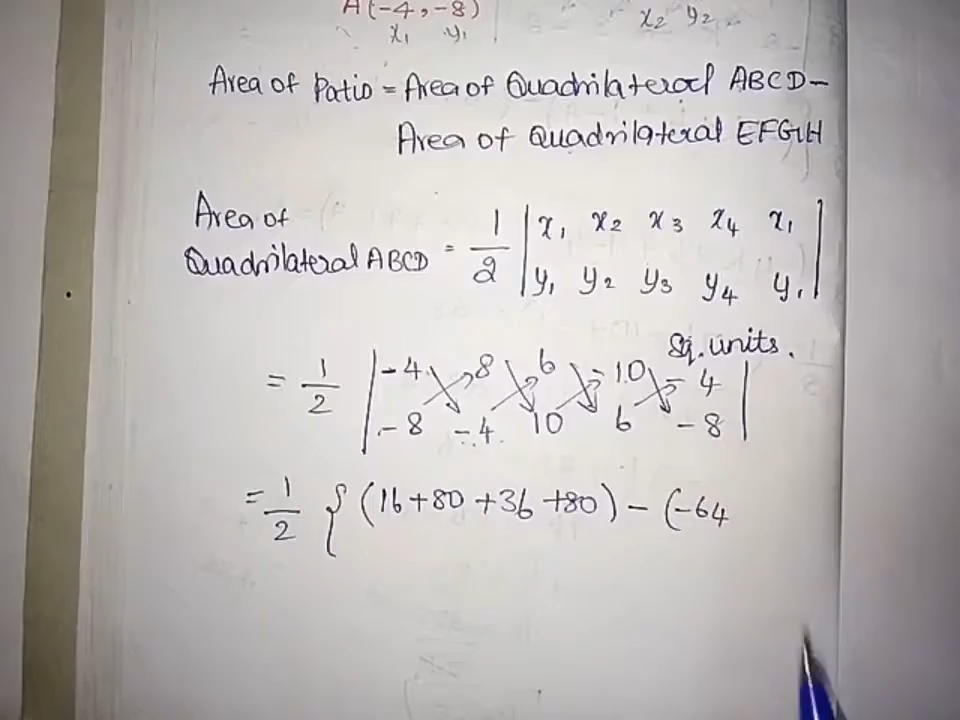 A(-4,-8)
x₂ y₂
x₁ y₁
Area of Patio = Area of Quadrilateral ABCD-
Area of Quadrilateral EFGH
Area of
Quadrilateral ABCD = 1/2 | x₁ x₂ x₃ x₄ x₁
y₁ y₂ y₃ y₄ y₁ |
Sq. units.
= 1/2 | -4 8 6 -10 -4
-8 -4 10 6 -8 |
= 1/2 { (16+80+36+80) - (-64